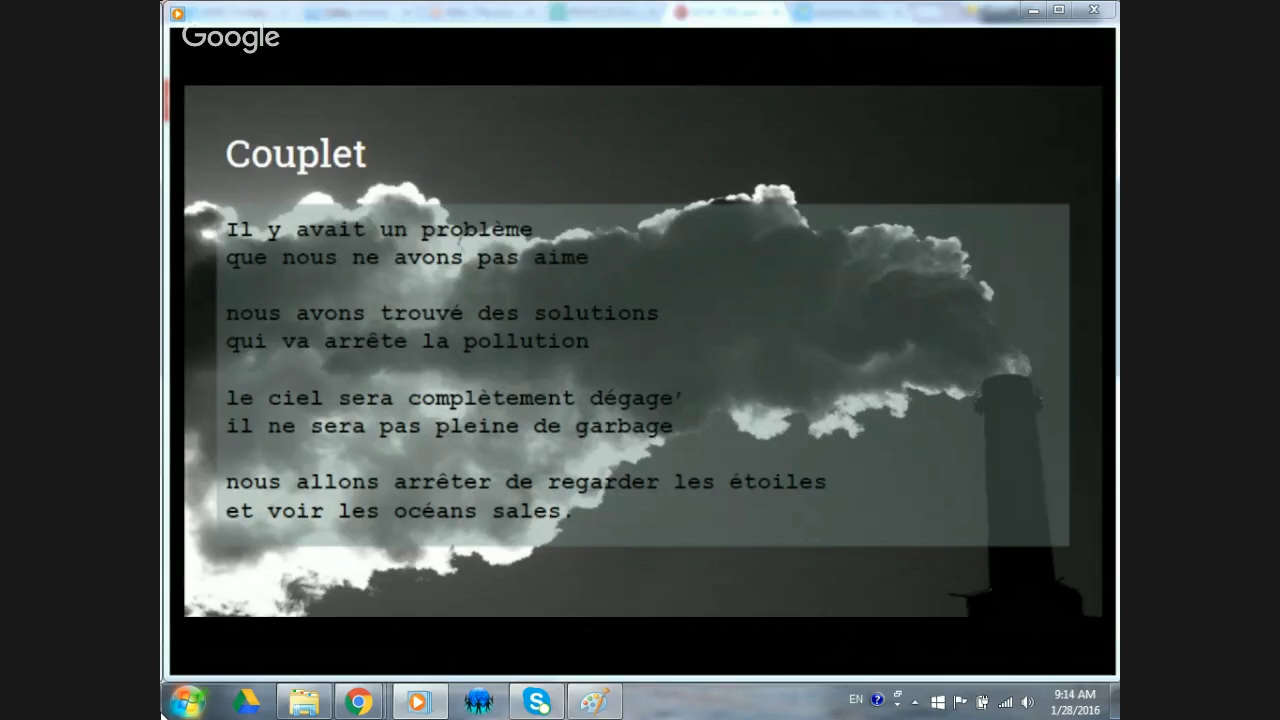 Google
Couplet
Il y avait un problème
que nous ne avons pas aime
nous avons trouvé des solutions
qui va arrête la pollution
le ciel sera complètement dégage’
il ne sera pas pleine de garbage
nous allons arrêter de regarder les étoiles
et voir les océans sales.
EN
9:14 AM
1/28/2016